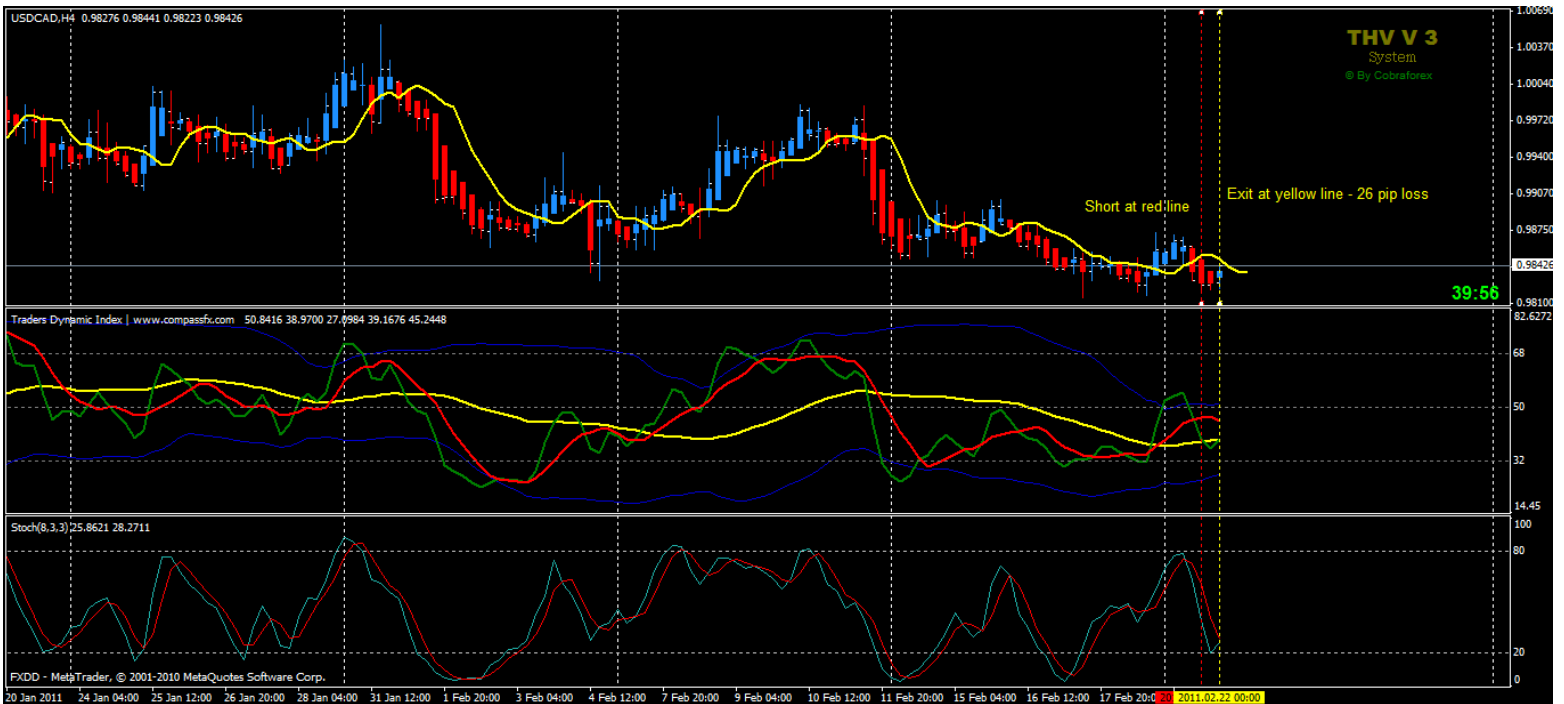 USDCAD,H4 0.98276 0.98441 0.98223 0.98426
THV V 3
System
© By Cobraforex
Short at red line
Exit at yellow line - 26 pip loss
39:56
1.00690
1.00370
1.00040
0.99720
0.99400
0.99070
0.98750
0.98426
0.98100
Traders Dynamic Index | www.compassfx.com 50.8416 38.9700 27.0984 39.1676 45.2448
82.6272
68
50
32
14.45
Stoch(8,3,3) 25.8621 28.2711
100
80
20
0
FXDD - MetaTrader, © 2001-2010 MetaQuotes Software Corp.
20 Jan 2011 24 Jan 04:00 25 Jan 12:00 26 Jan 20:00 28 Jan 04:00 31 Jan 12:00 1 Feb 20:00 3 Feb 04:00 4 Feb 12:00 7 Feb 20:00 9 Feb 04:00 10 Feb 12:00 11 Feb 20:00 15 Feb 04:00 16 Feb 12:00 17 Feb 20:0 20 2011.02.22 00:00